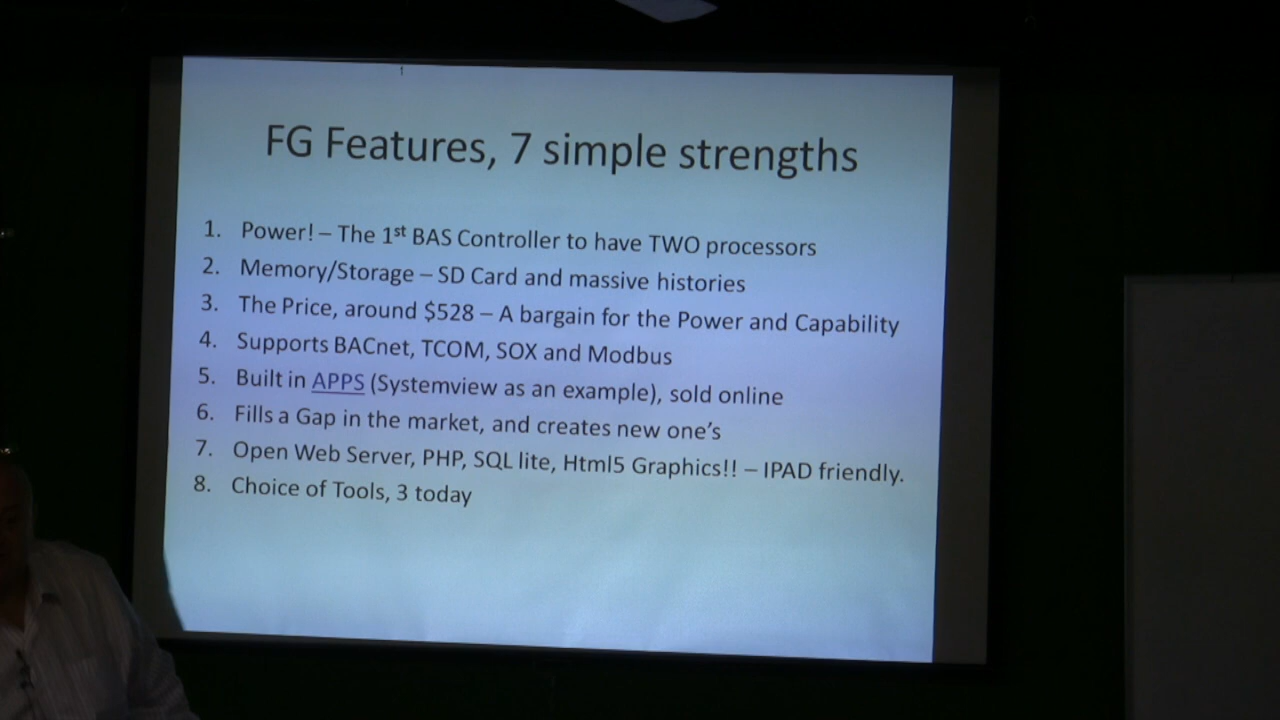 FG Features, 7 simple strengths
1. Power! – The 1st BAS Controller to have TWO processors
2. Memory/Storage – SD Card and massive histories
3. The Price, around $528 – A bargain for the Power and Capability
4. Supports BACnet, TCOM, SOX and Modbus
5. Built in APPS (Systemview as an example), sold online
6. Fills a Gap in the market, and creates new one's
7. Open Web Server, PHP, SQL lite, Html5 Graphics!! – IPAD friendly.
8. Choice of Tools, 3 today